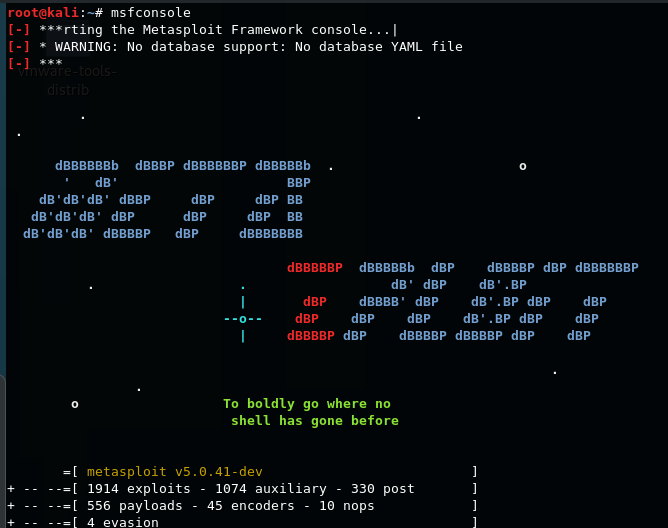 root@kali:~# msfconsole
[-] ***rting the Metasploit Framework console...|
[-] * WARNING: No database support: No database YAML file
[-] ***
vmware-tools-
distrib
.                                         .
.
dBBBBBBb  dBBBP dBBBBBBP dBBBBBb  .                       o
'   dB'                     BBP
dB'dB'dB' dBBP     dBP     dBP BB
dB'dB'dB' dBP      dBP     dBP  BB
dB'dB'dB' dBBBBP   dBP     dBBBBBBB
dBBBBBP  dBBBBBb  dBP    dBBBBP dBP dBBBBBBP
.                  .                  dB' dBP    dB'.BP
|       dBP    dBBBB' dBP    dB'.BP dBP    dBP
--o--    dBP    dBP    dBP    dB'.BP dBP    dBP
|     dBBBBP dBP    dBBBBP dBBBBP dBP    dBP
.
.
o                  To boldly go where no
shell has gone before
=[ metasploit v5.0.41-dev                          ]
+ -- --=[ 1914 exploits - 1074 auxiliary - 330 post       ]
+ -- --=[ 556 payloads - 45 encoders - 10 nops            ]
+ -- --=[ 4 evasion                                       ]